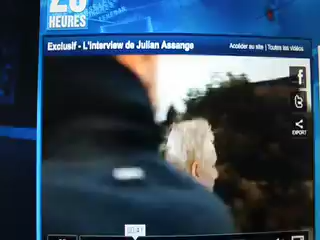 20
HEURES
Exclusif - L'interview de Julian Assange
Accéder au site | Toutes les vidéos
f
EXPORT